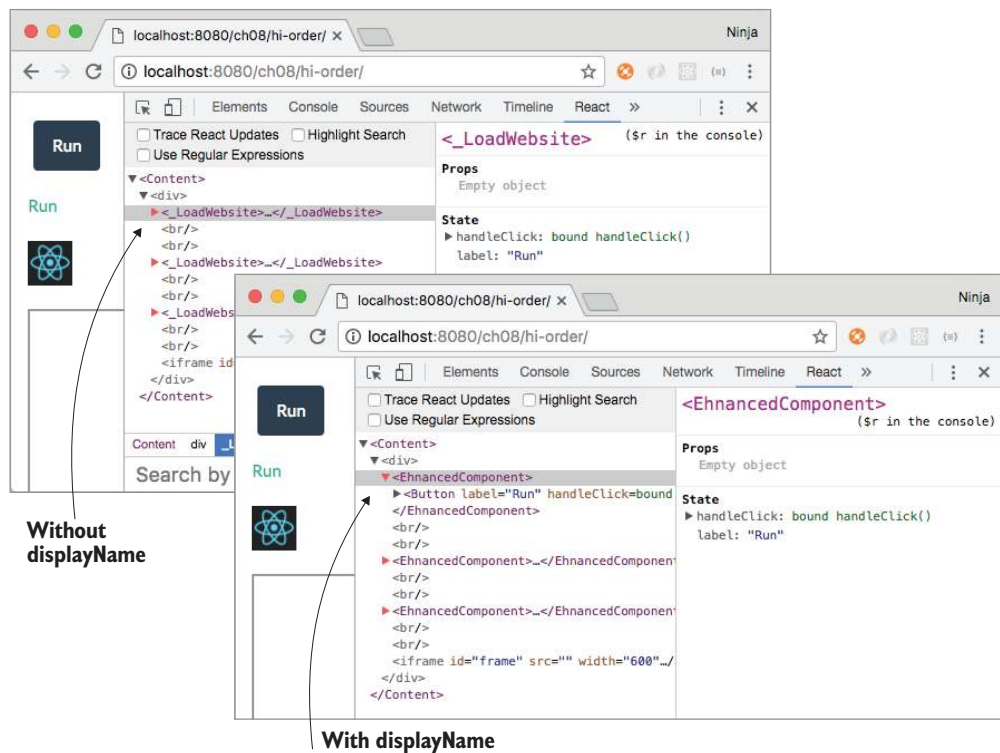 localhost:8080/ch08/hi-order/ ×
Ninja
localhost:8080/ch08/hi-order/
Elements Console Sources Network Timeline React »
Run
Trace React Updates Highlight Search
Use Regular Expressions
Run
▼<Content>
▼<div>
▶<_LoadWebsite>…</_LoadWebsite>
<br/>
<br/>
▶<_LoadWebsite>…</_LoadWebsite>
<br/>
<br/>
▶<_LoadWebs
<br/>
<br/>
<iframe id
</div>
</Content>
Content div _L
Search by
<_LoadWebsite> ($r in the console)
Props
Empty object
State
▶handleClick: bound handleClick()
label: "Run"
Without
displayName
localhost:8080/ch08/hi-order/ ×
Ninja
localhost:8080/ch08/hi-order/
Elements Console Sources Network Timeline React »
Run
Trace React Updates Highlight Search
Use Regular Expressions
Run
▼<Content>
▼<div>
▼<EhnancedComponent>
▶<Button label="Run" handleClick=bound
</EhnancedComponent>
<br/>
<br/>
▶<EhnancedComponent>…</EhnancedComponent
<br/>
<br/>
▶<EhnancedComponent>…</EhnancedComponent
<br/>
<br/>
<iframe id="frame" src="" width="600"…/
</div>
</Content>
<EhnancedComponent>
($r in the console)
Props
Empty object
State
▶handleClick: bound handleClick()
label: "Run"
With displayName